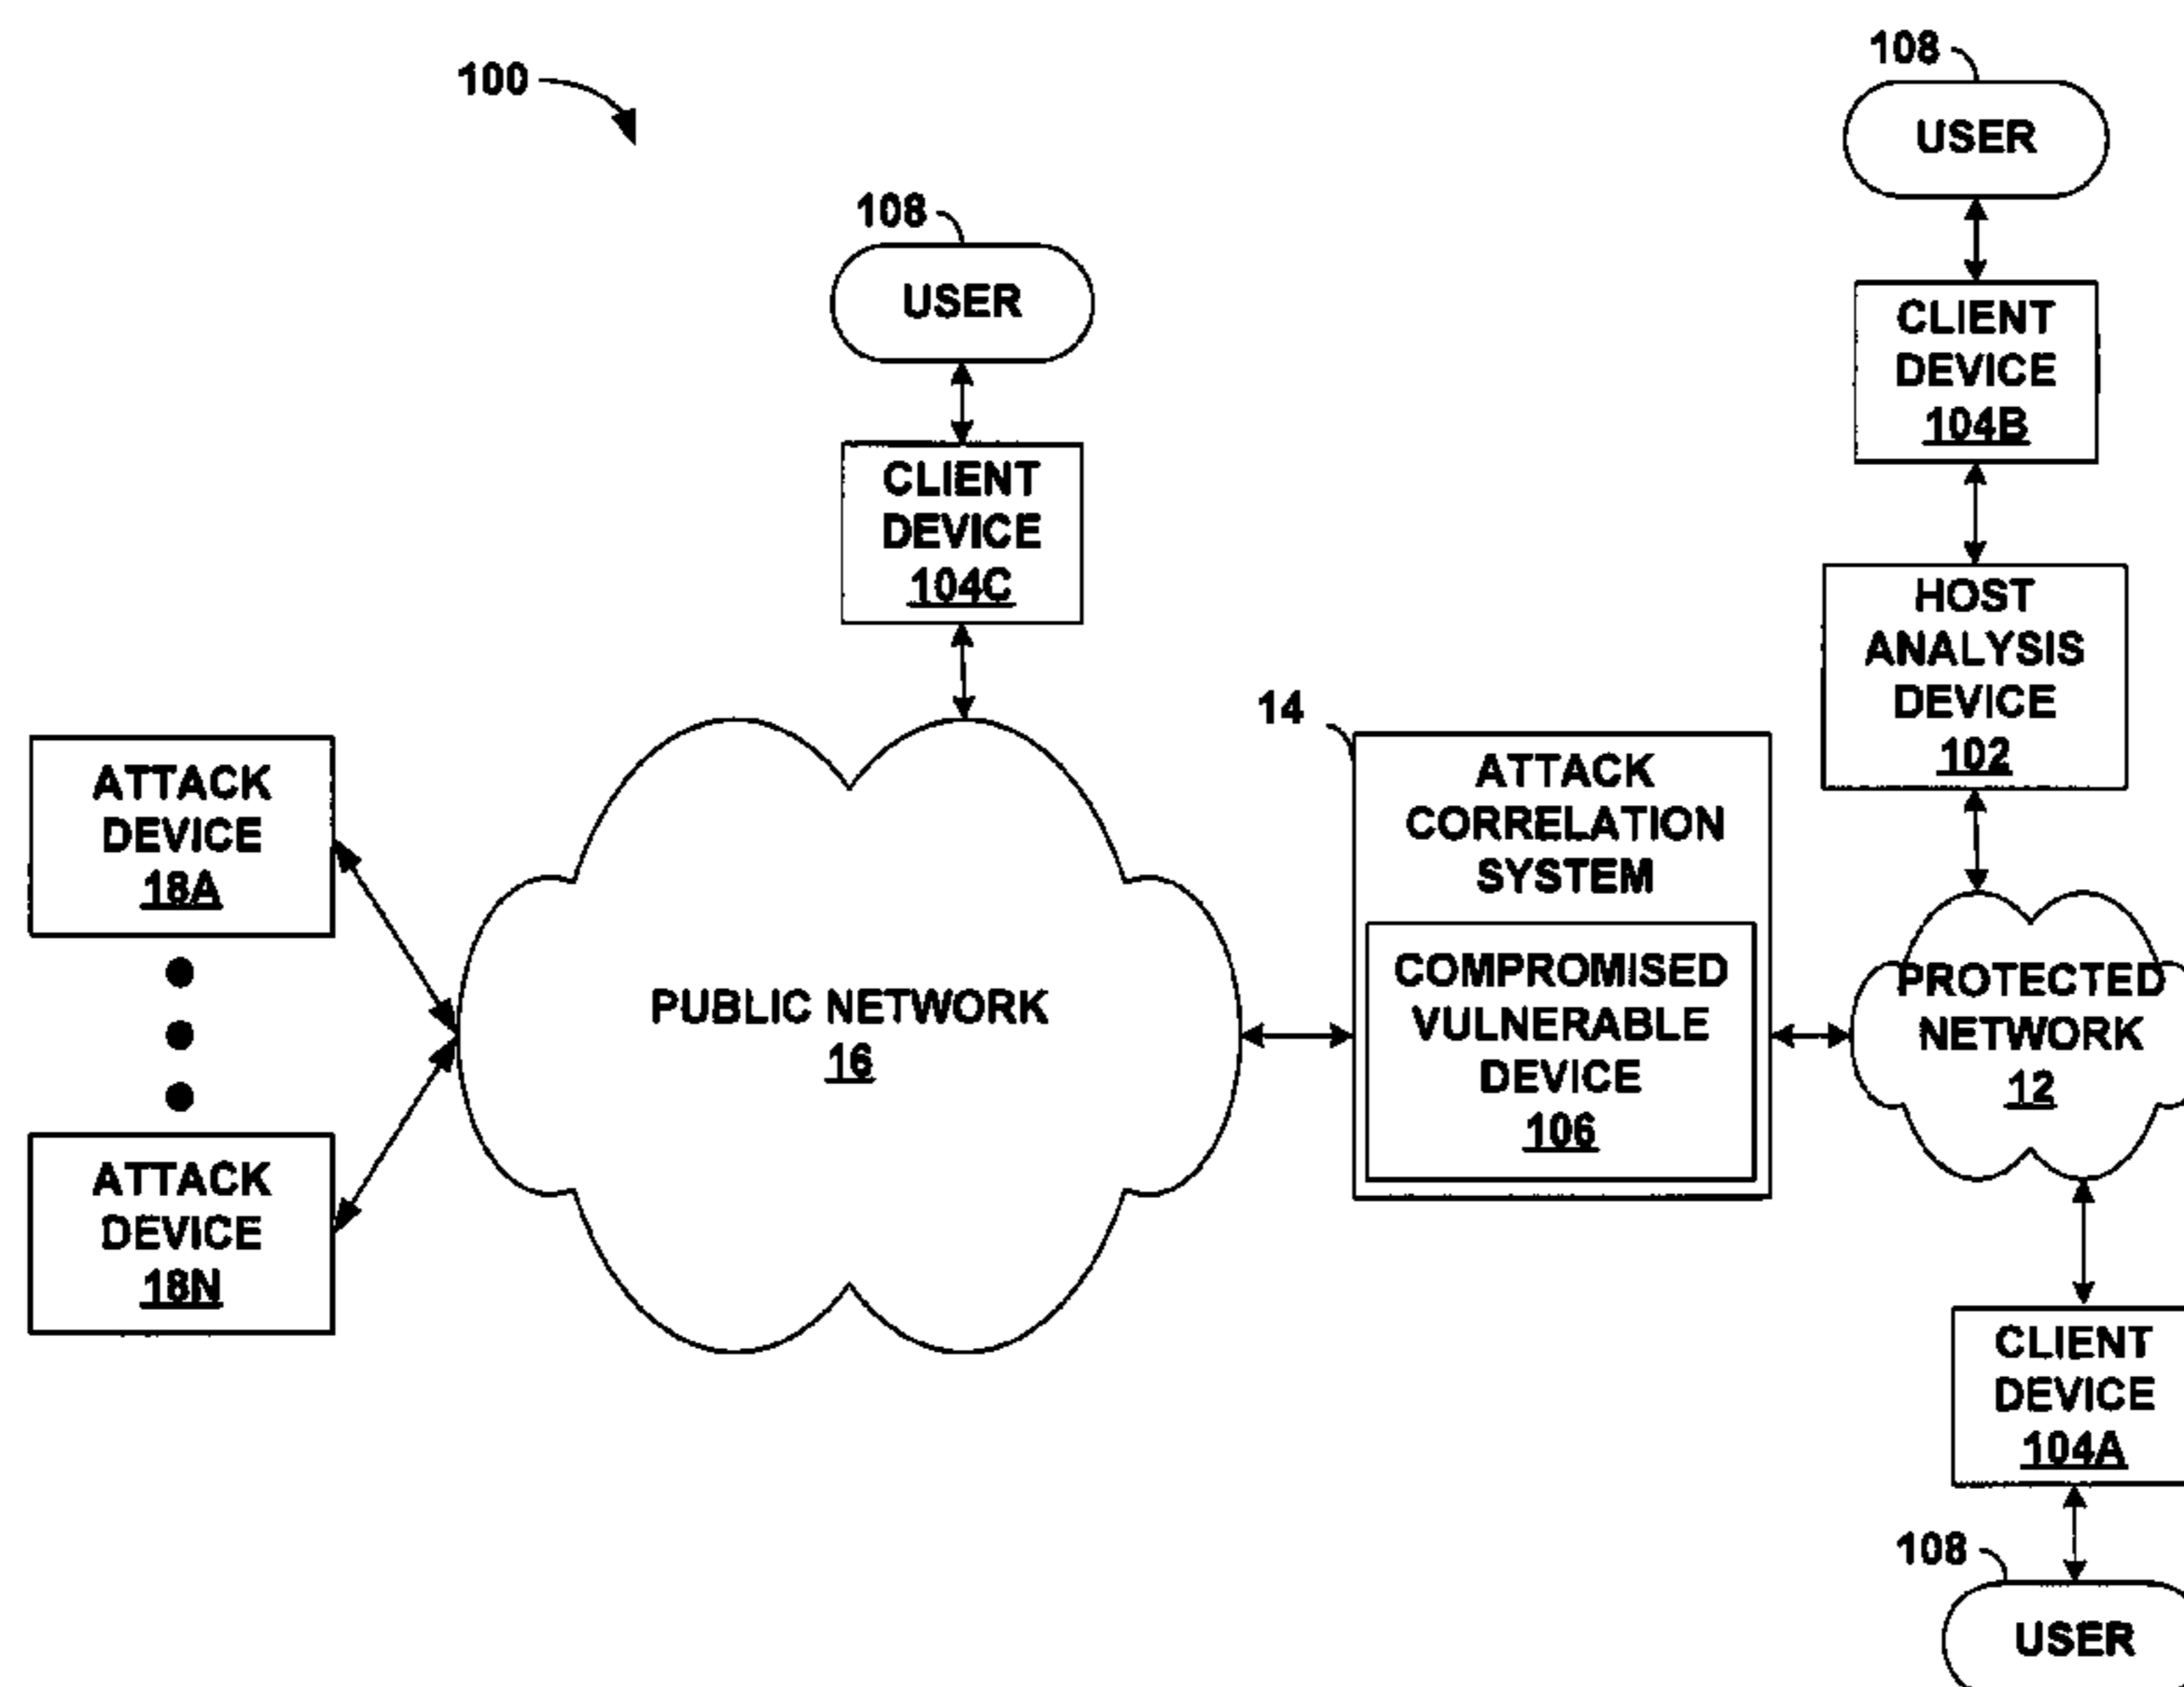 100
108
USER
108
USER
CLIENT
DEVICE
104B
CLIENT
DEVICE
104C
HOST
ANALYSIS
DEVICE
102
14
ATTACK
DEVICE
18A
ATTACK
CORRELATION
SYSTEM
COMPROMISED
VULNERABLE
DEVICE
106
PUBLIC NETWORK
16
PROTECTED
NETWORK
12
ATTACK
DEVICE
18N
CLIENT
DEVICE
104A
108
USER